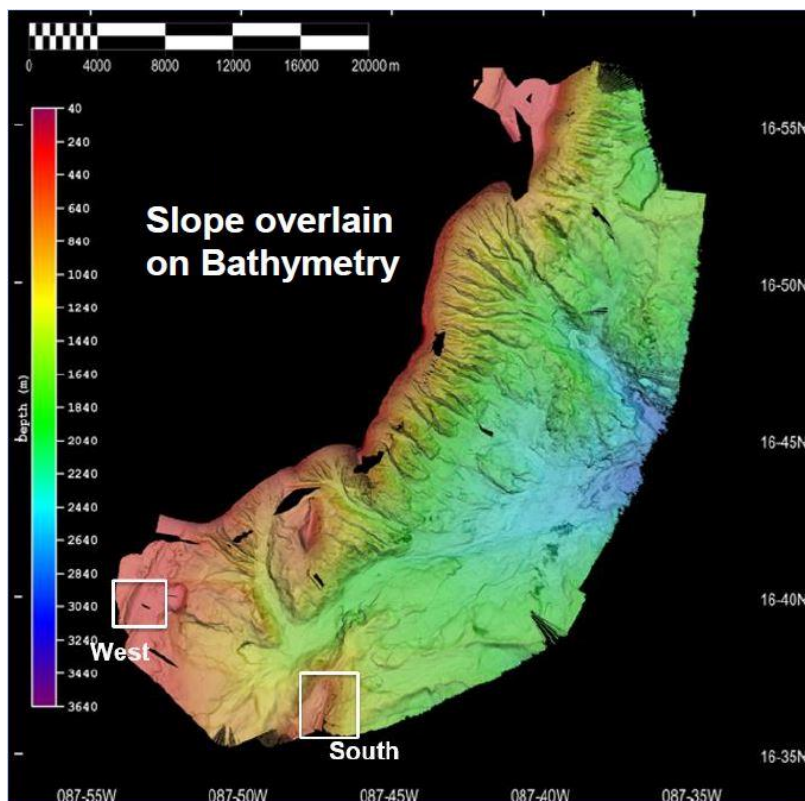 0 4000 8000 12000 16000 20000 m
40
240
440
640
840
1040
1240
1440
1640
1840
2040
2240
2440
2640
2840
3040
3240
3440
3640
Depth (m)
Slope overlain
on Bathymetry
16-55N
16-50N
16-45N
16-40N
16-35N
West
South
087-55W 087-50W 087-45W 087-40W 087-35W